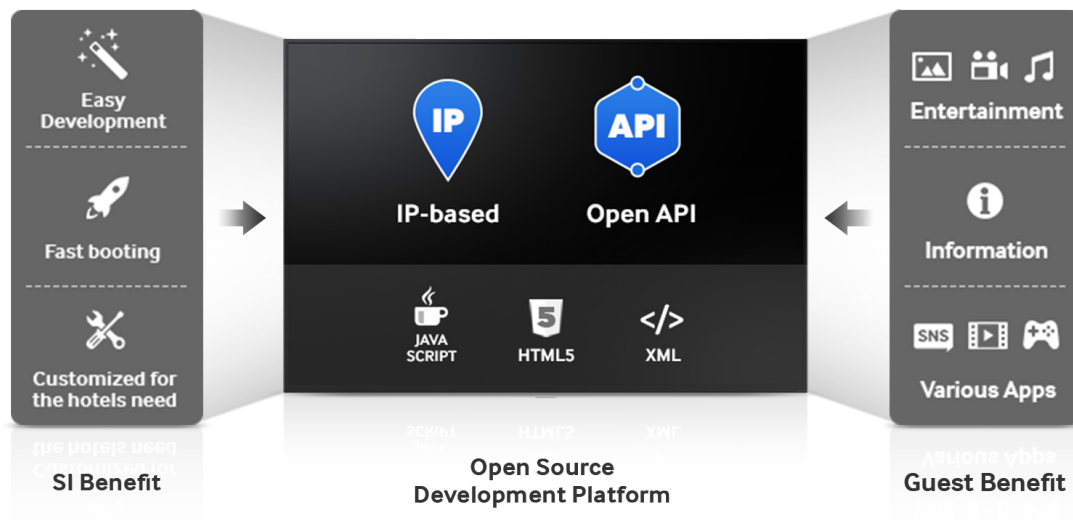 Easy
Development
Fast booting
Customized for
the hotels need
SI Benefit
IP
IP-based
API
Open API
JAVA
SCRIPT
5
HTML5
</>
XML
Open Source
Development Platform
Entertainment
i
Information
SNS
Various Apps
Guest Benefit